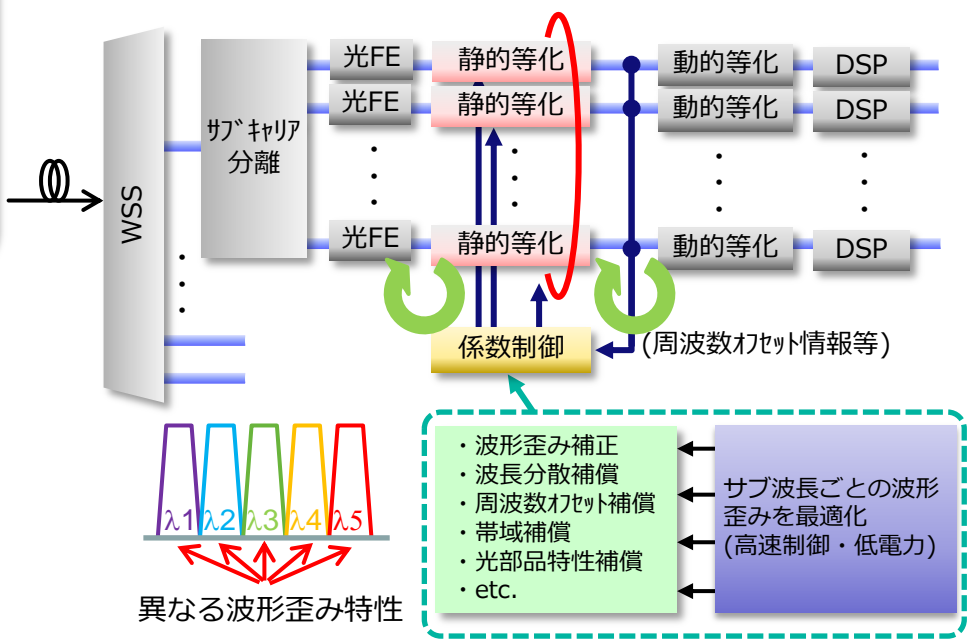 光FE
静的等化
動的等化
DSP
静的等化
光FE
動的等化
DSP
サブキャリア
分離
WSS
光FE
静的等化
動的等化
DSP
係数制御
(周波数オフセット情報等)
λ1
λ2
λ3
λ4
λ5
異なる波形歪み特性
・波形歪み補正
・波長分散補償
・周波数オフセット補償
・帯域補償
・光部品特性補償
・etc.
サブ波長ごとの波形
歪みを最適化
(高速制御・低電力)